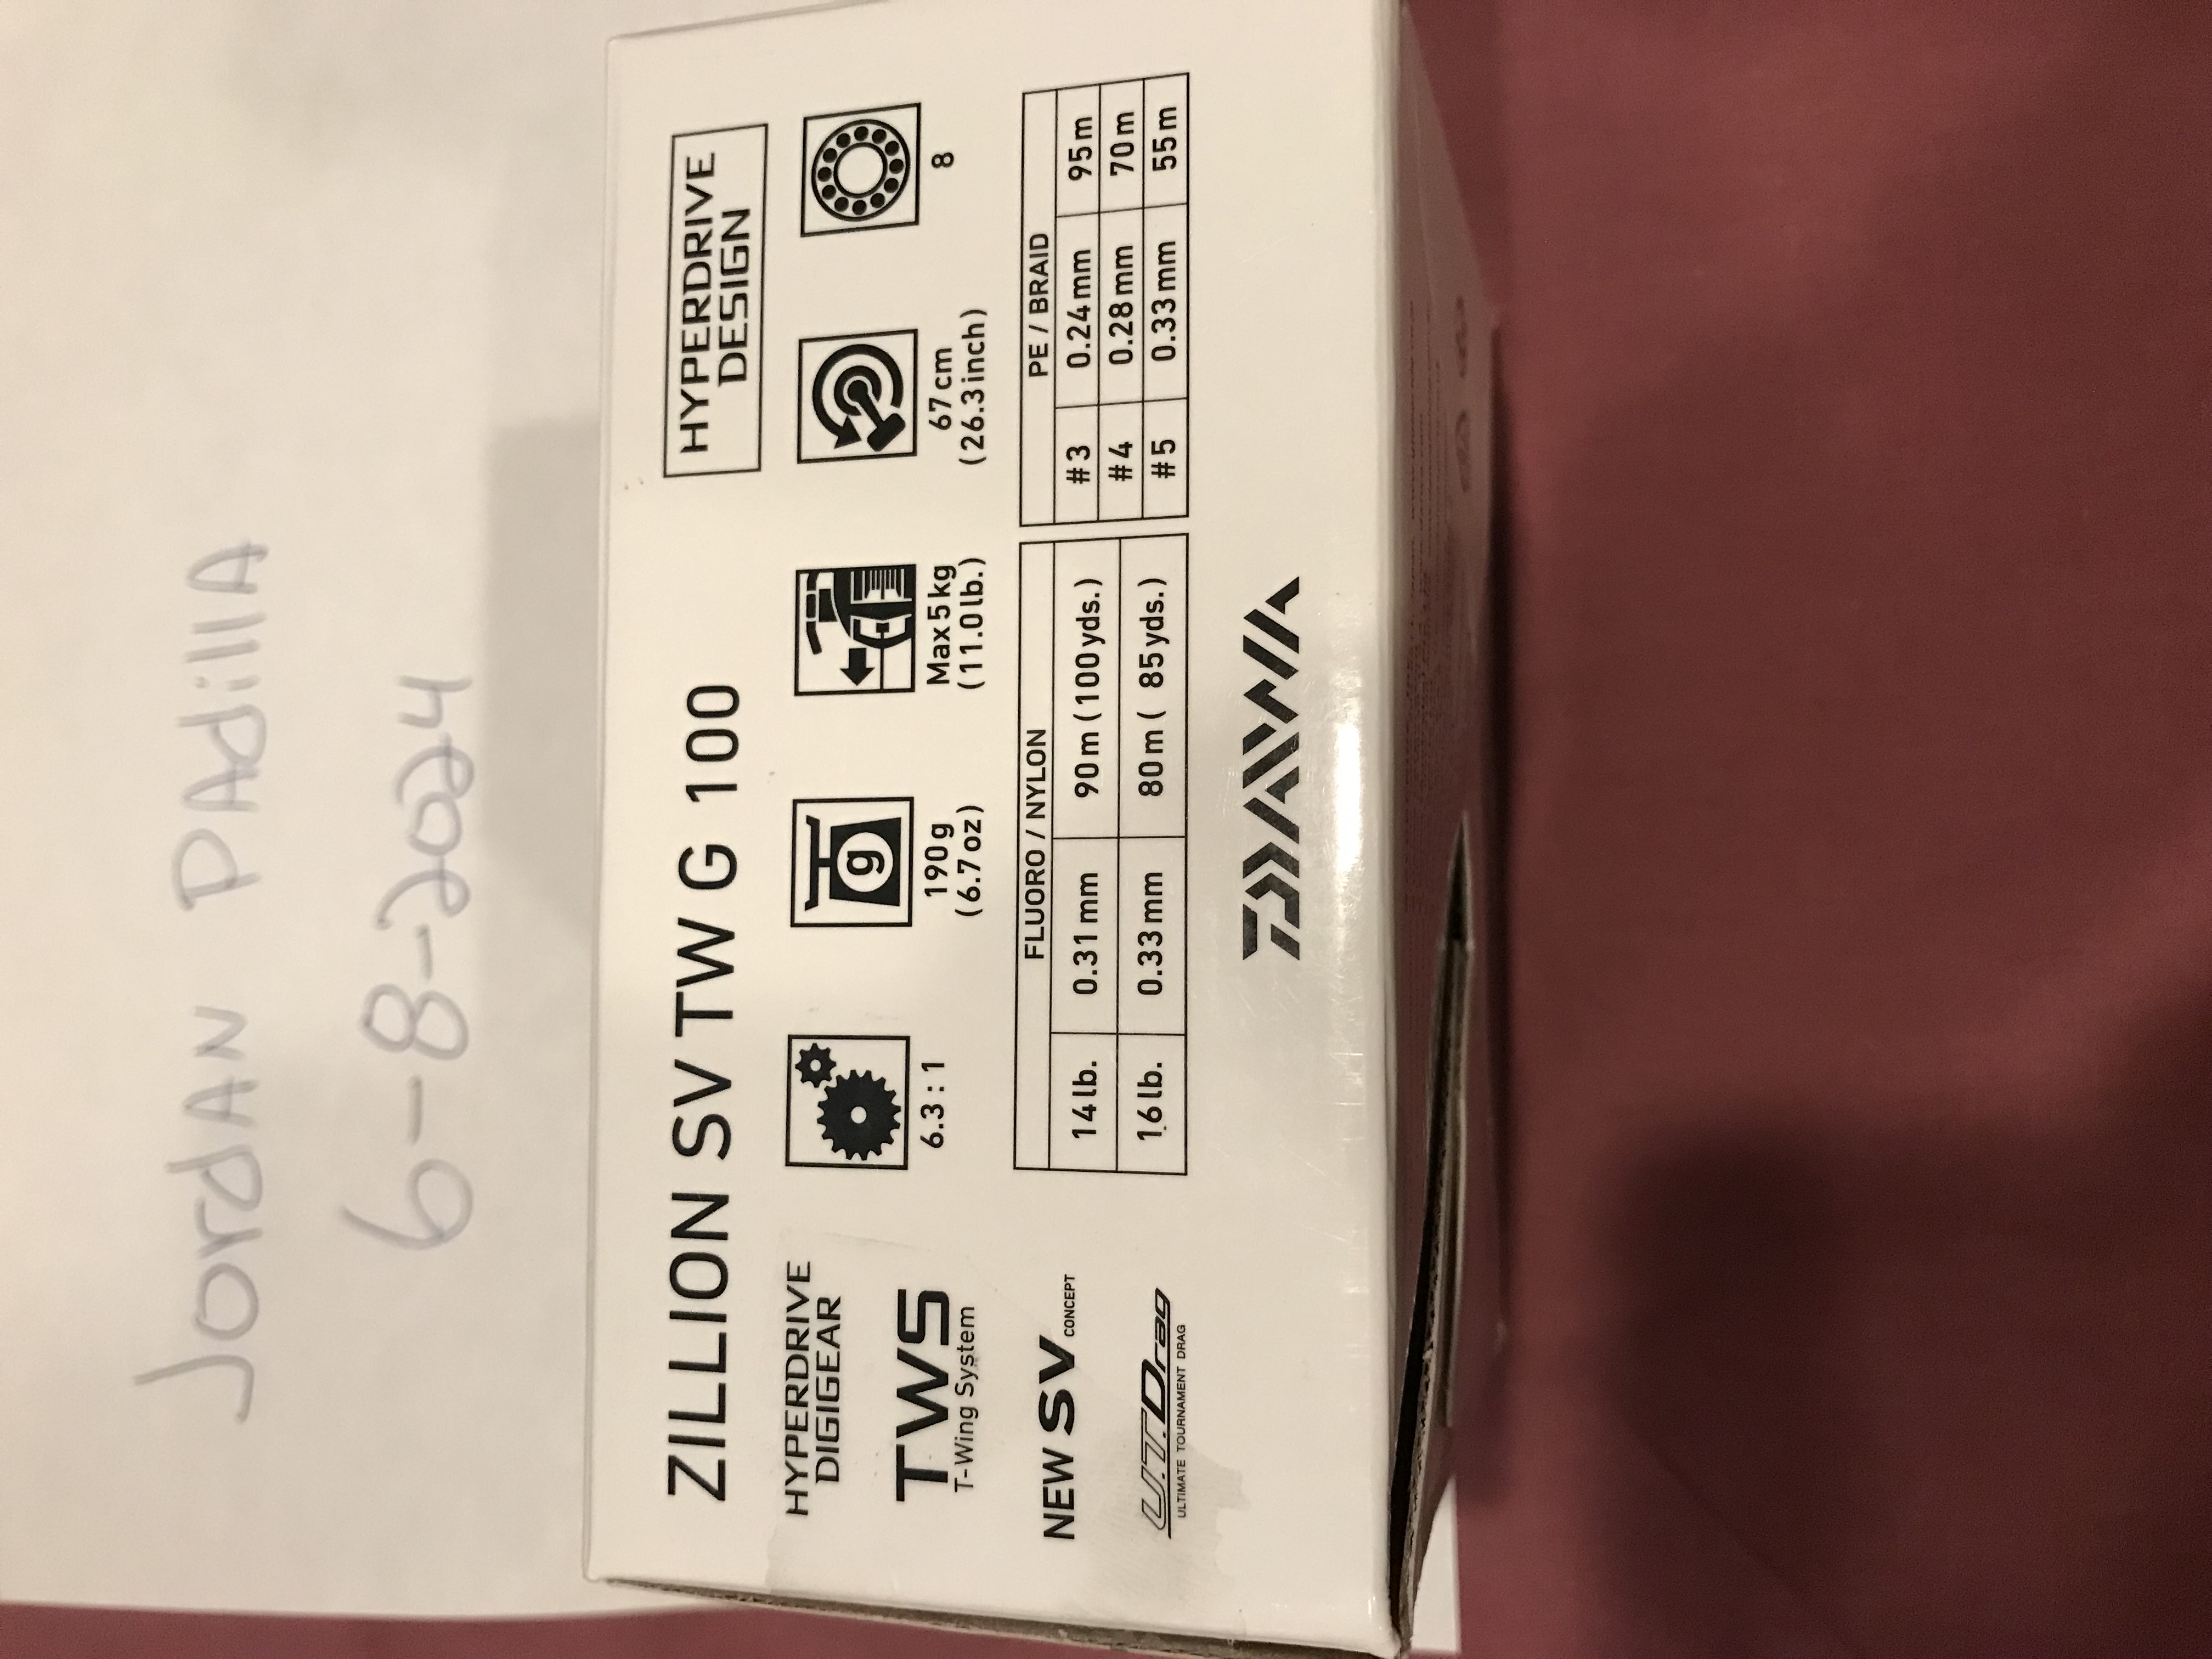 JordAN PAdillA
6-8-2024
ZILLION SV TW G 100
HYPERDRIVE
DESIGN
HYPERDRIVE
DIGIGEAR
TWS
T-Wing System
NEW SV CONCEPT
U.T.Drag
ULTIMATE TOURNAMENT DRAG
g
6.3 : 1
190 g
(6.7 oz)
Max 5 kg
(11.0 lb.)
67 cm
(26.3 inch)
8
FLUORO / NYLON
14 lb. 0.31 mm 90 m (100 yds.)
16 lb. 0.33 mm 80 m ( 85 yds.)
PE / BRAID
#3 0.24 mm 95 m
#4 0.28 mm 70 m
#5 0.33 mm 55 m
DAIWA